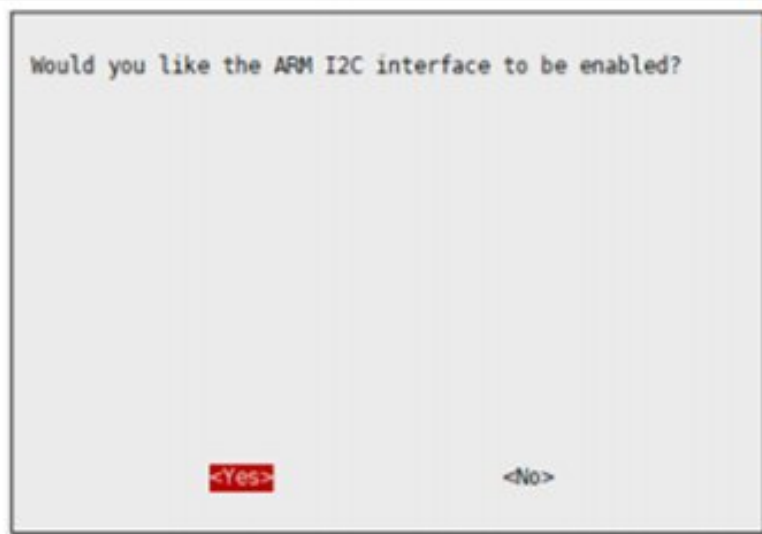 Would you like the ARM I2C interface to be enabled?
<Yes> <No>